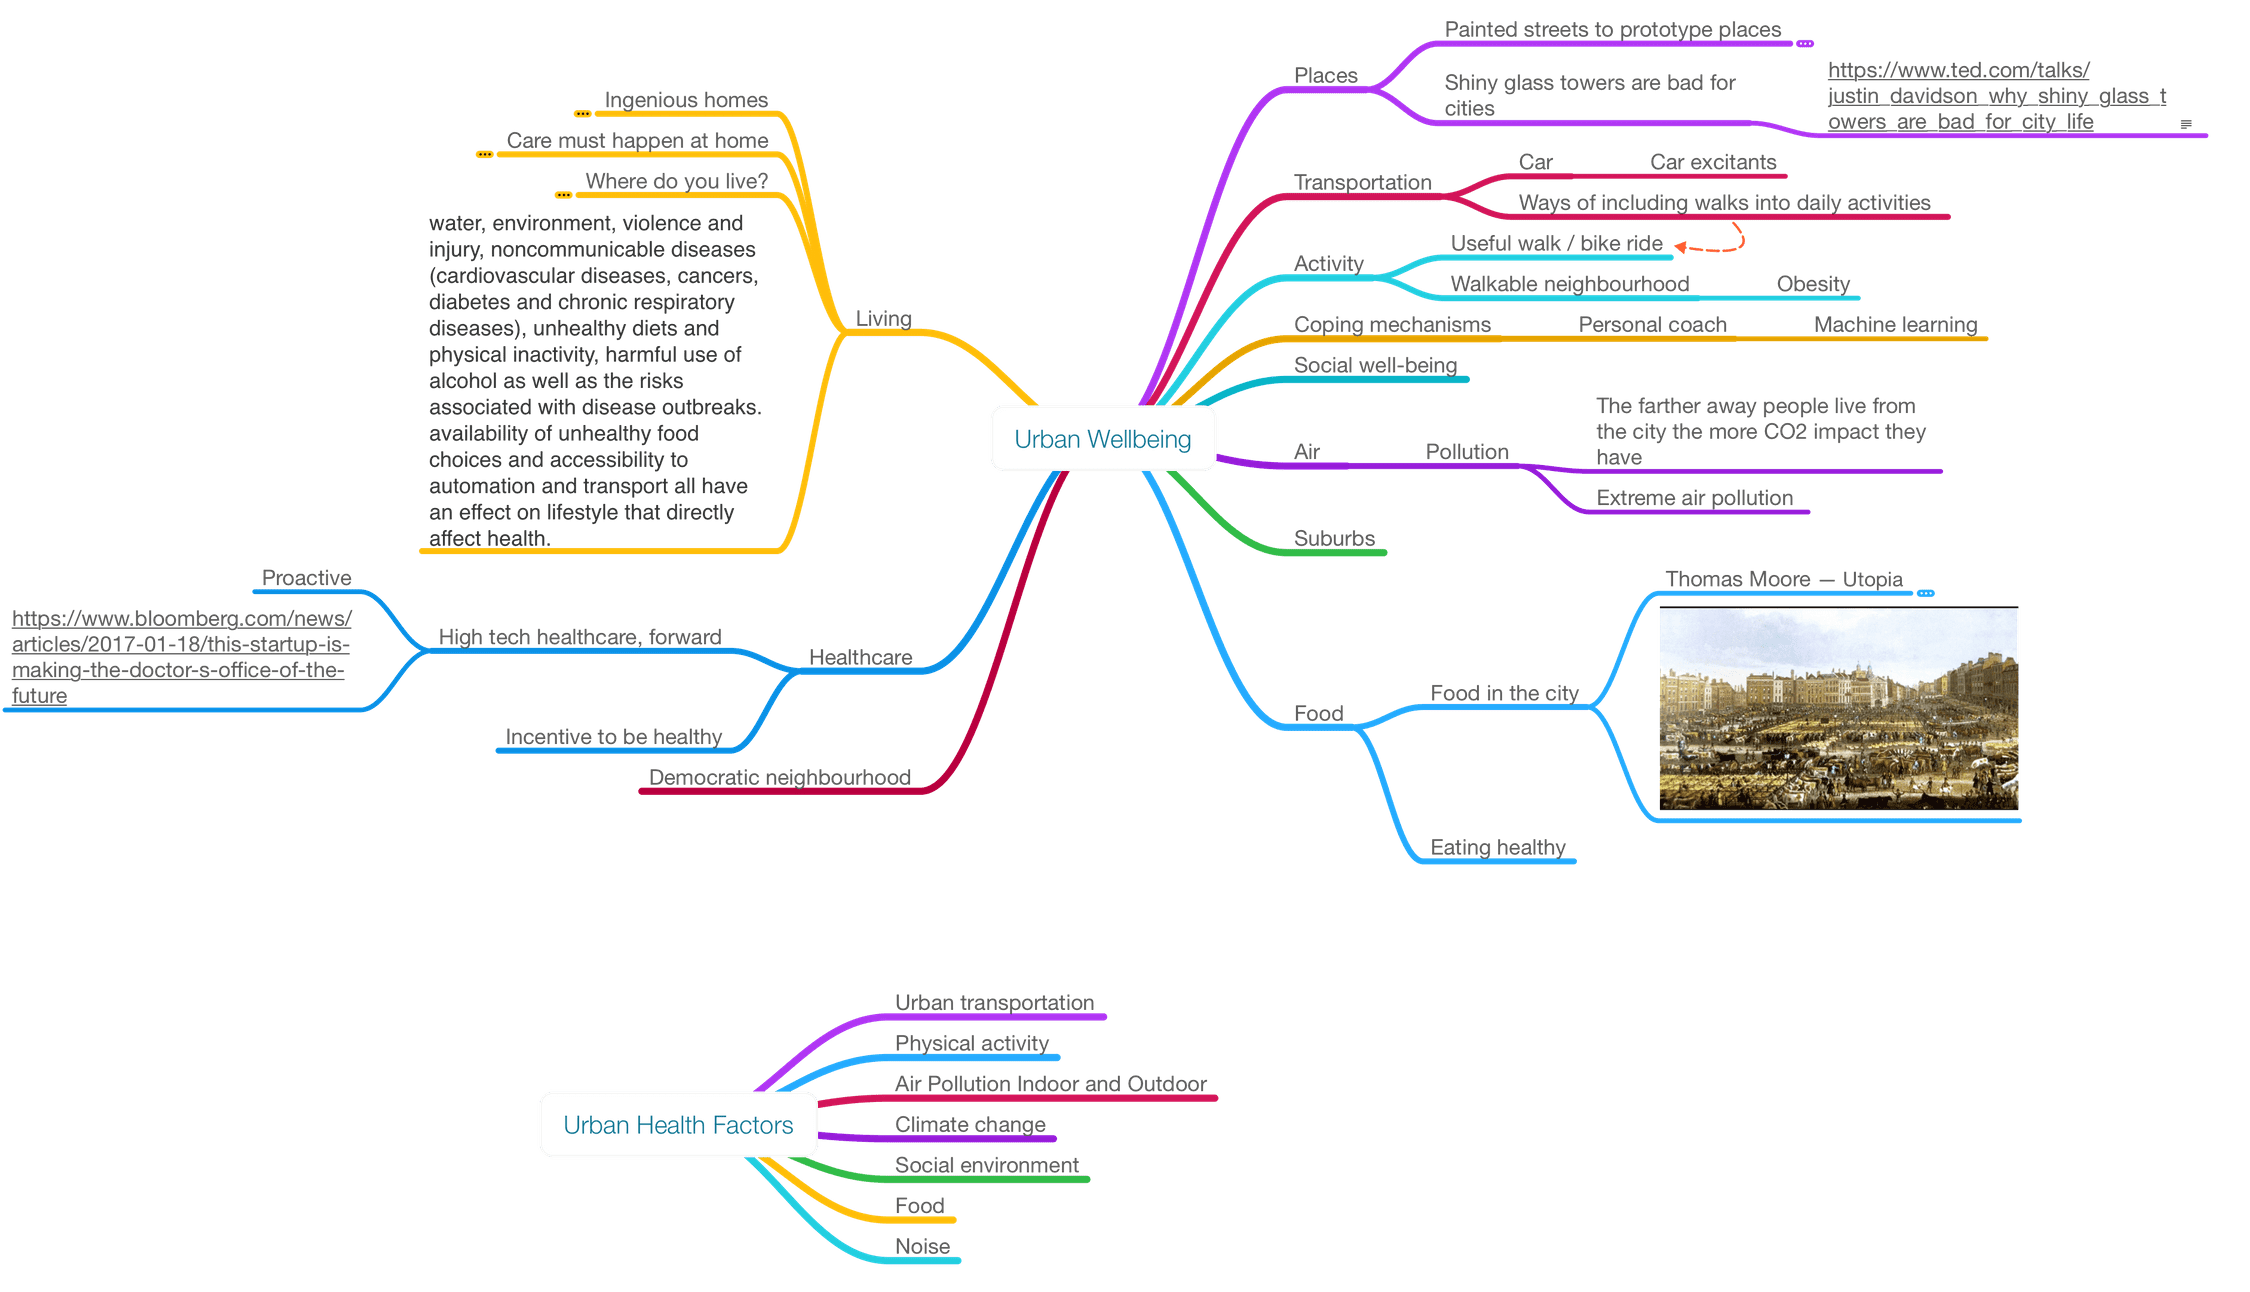 Painted streets to prototype places
Places
Shiny glass towers are bad for
cities
https://www.ted.com/talks/
justin_davidson_why_shiny_glass_t
owers_are_bad_for_city_life
Transportation
Car
Car excitants
Ways of including walks into daily activities
Activity
Useful walk / bike ride
Walkable neighbourhood
Obesity
Coping mechanisms
Personal coach
Machine learning
Social well-being
Urban Wellbeing
Air
Pollution
The farther away people live from
the city the more CO2 impact they
have
Extreme air pollution
Suburbs
Food
Food in the city
Thomas Moore — Utopia
Eating healthy
Ingenious homes
Care must happen at home
Where do you live?
water, environment, violence and
injury, noncommunicable diseases
(cardiovascular diseases, cancers,
diabetes and chronic respiratory
diseases), unhealthy diets and
physical inactivity, harmful use of
alcohol as well as the risks
associated with disease outbreaks.
availability of unhealthy food
choices and accessibility to
automation and transport all have
an effect on lifestyle that directly
affect health.
Living
Proactive
https://www.bloomberg.com/news/
articles/2017-01-18/this-startup-is-
making-the-doctor-s-office-of-the-
future
High tech healthcare, forward
Healthcare
Incentive to be healthy
Democratic neighbourhood
Urban Health Factors
Urban transportation
Physical activity
Air Pollution Indoor and Outdoor
Climate change
Social environment
Food
Noise